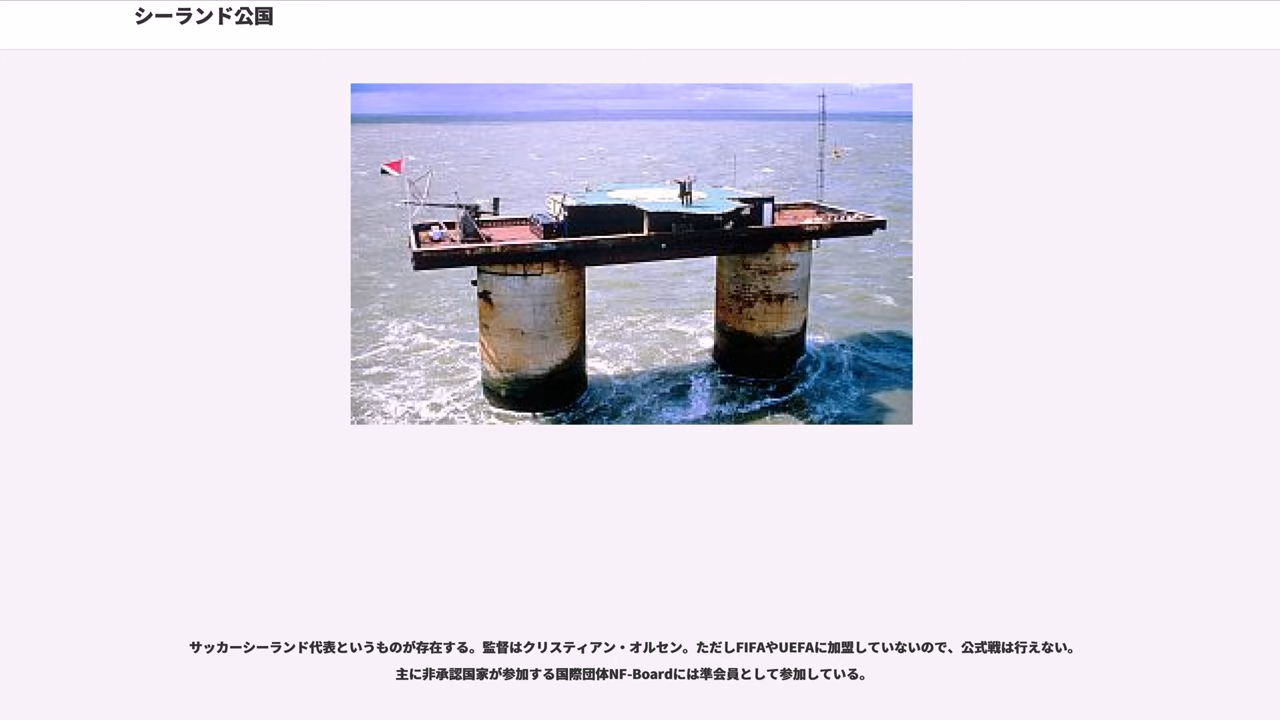 シーランド公国
サッカーシーランド代表というものが存在する。監督はクリスティアン・オルセン。ただしFIFAやUEFAに加盟していないので、公式戦は行えない。
主に非承認国家が参加する国際団体NF-Boardには準会員として参加している。